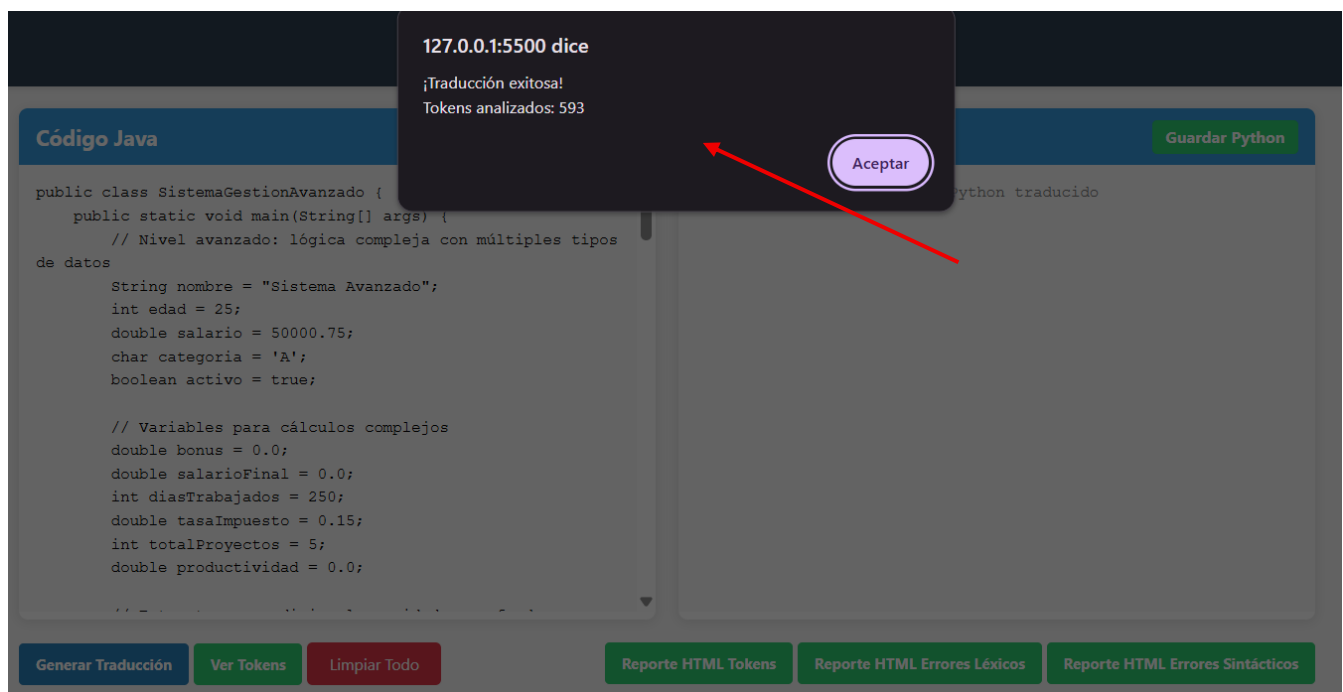 127.0.0.1:5500 dice
¡Traducción exitosa!
Tokens analizados: 593
Aceptar
Código Java
Guardar Python
public class SistemaGestionAvanzado {
public static void main(String[] args) {
// Nivel avanzado: lógica compleja con múltiples tipos
de datos
String nombre = "Sistema Avanzado";
int edad = 25;
double salario = 50000.75;
char categoria = 'A';
boolean activo = true;
// Variables para cálculos complejos
double bonus = 0.0;
double salarioFinal = 0.0;
int diasTrabajados = 250;
double tasaImpuesto = 0.15;
int totalProyectos = 5;
double productividad = 0.0;
Python traducido
Generar Traducción
Ver Tokens
Limpiar Todo
Reporte HTML Tokens
Reporte HTML Errores Léxicos
Reporte HTML Errores Sintácticos